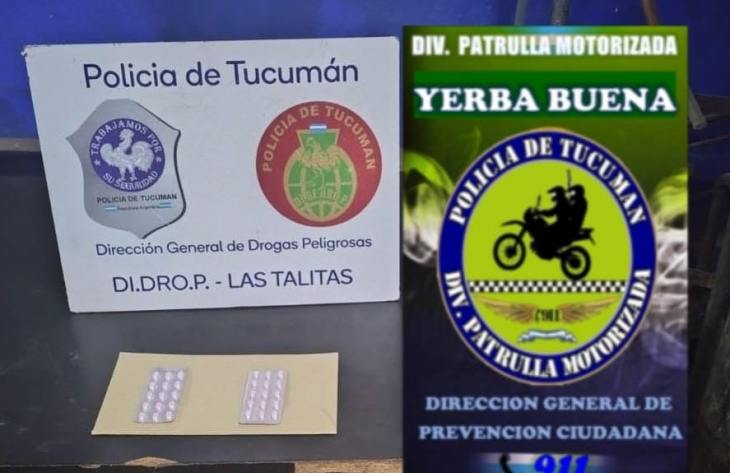 Policia de Tucumán
TRABAJAMOS POR
SU SEGURIDAD
POLICIA DE TUCUMAN
Republica Argentina
POLICIA DE TUCUMAN
Dirección General de Drogas Peligrosas
DI.DRO.P. - LAS TALITAS
DIV. PATRULLA MOTORIZADA
YERBA BUENA
POLICIA DE TUCUMAN
DIV. PATRULLA MOTORIZADA
DIRECCION GENERAL DE
PREVENCION CIUDADANA
911